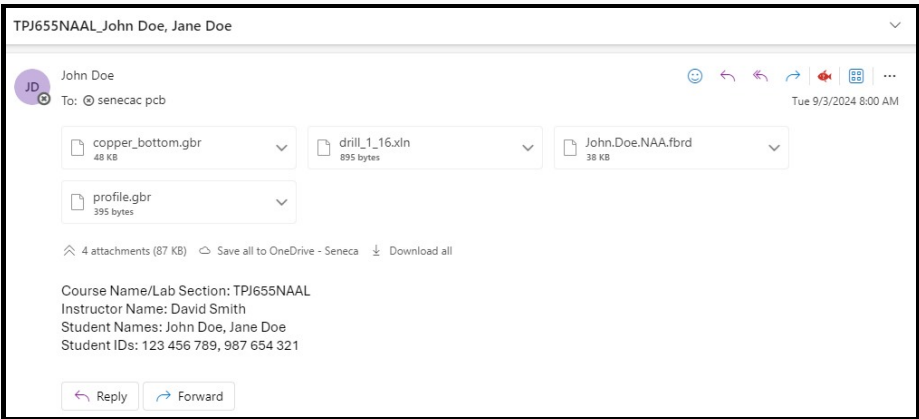 TPJ655NAAL_John Doe, Jane Doe
JD
John Doe
To: senecac pcb
Tue 9/3/2024 8:00 AM
copper_bottom.gbr
48 KB
drill_1_16.xln
895 bytes
John.Doe.NAA.fbrd
38 KB
profile.gbr
395 bytes
4 attachments (87 KB) Save all to OneDrive - Seneca Download all
Course Name/Lab Section: TPJ655NAAL
Instructor Name: David Smith
Student Names: John Doe, Jane Doe
Student IDs: 123 456 789, 987 654 321
Reply Forward